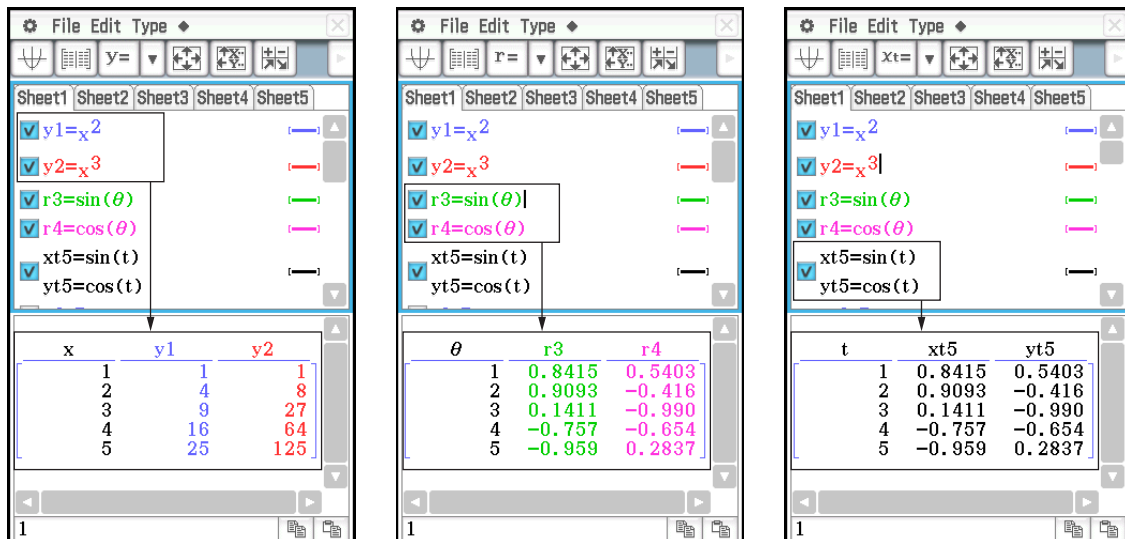 File Edit Type
y=
Sheet1 Sheet2 Sheet3 Sheet4 Sheet5
y1=x^2
y2=x^3
r3=sin(θ)
r4=cos(θ)
xt5=sin(t)
yt5=cos(t)
x y1 y2
1 1 1
2 4 8
3 9 27
4 16 64
5 25 125
1
File Edit Type
r=
Sheet1 Sheet2 Sheet3 Sheet4 Sheet5
y1=x^2
y2=x^3
r3=sin(θ)
r4=cos(θ)
xt5=sin(t)
yt5=cos(t)
θ r3 r4
1 0.8415 0.5403
2 0.9093 -0.416
3 0.1411 -0.990
4 -0.757 -0.654
5 -0.959 0.2837
1
File Edit Type
xt=
Sheet1 Sheet2 Sheet3 Sheet4 Sheet5
y1=x^2
y2=x^3
r3=sin(θ)
r4=cos(θ)
xt5=sin(t)
yt5=cos(t)
t xt5 yt5
1 0.8415 0.5403
2 0.9093 -0.416
3 0.1411 -0.990
4 -0.757 -0.654
5 -0.959 0.2837
1